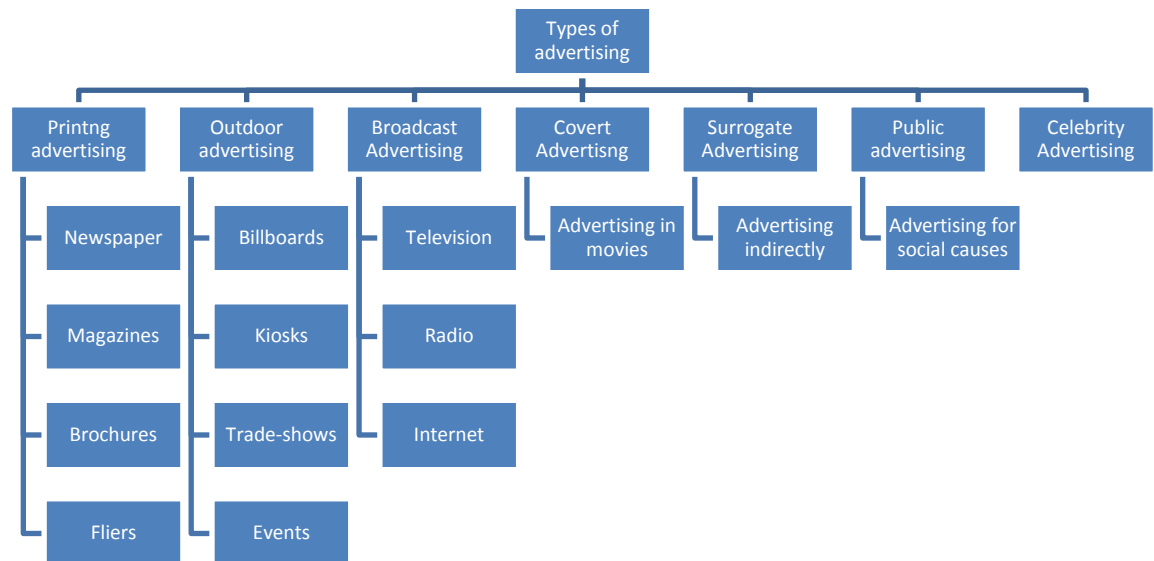 Types of
advertising
Printng
advertising
Outdoor
advertising
Broadcast
Advertising
Covert
Advertisng
Surrogate
Advertising
Public
advertising
Celebrity
Advertising
Newspaper
Magazines
Brochures
Fliers
Billboards
Kiosks
Trade-shows
Events
Television
Radio
Internet
Advertising in
movies
Advertising
indirectly
Advertising for
social causes